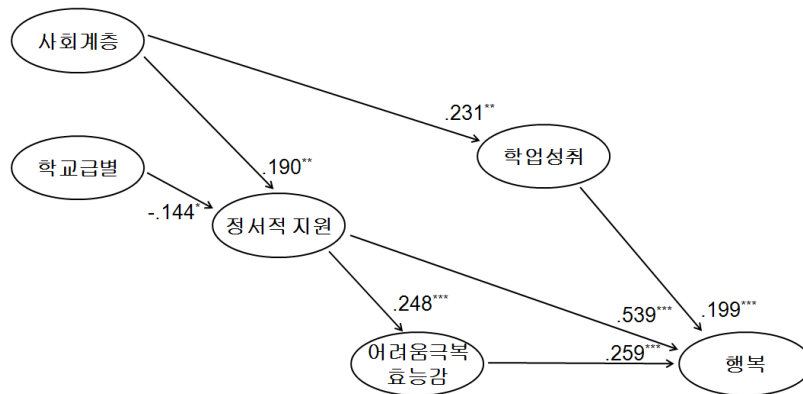 사회계층
.231**
학업성취
학교급별
.190**
-.144*
정서적 지원
.248***
.539***
.199***
어려움극복
효능감
.259***
행복